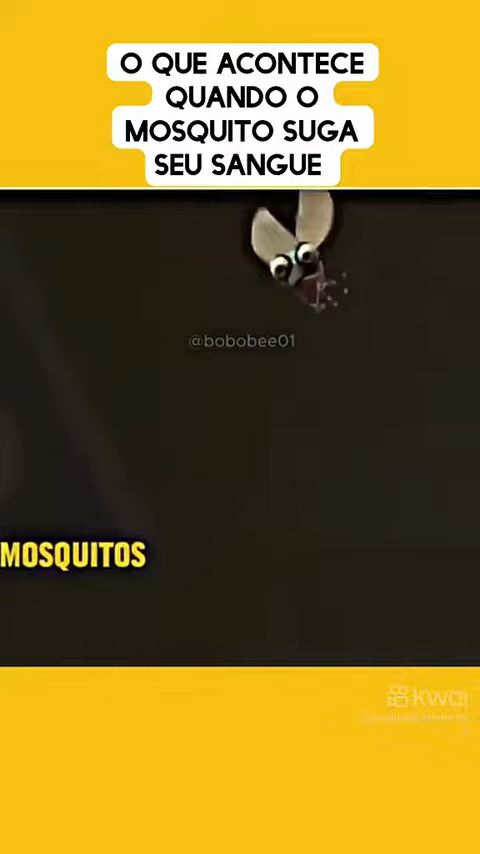 O QUE ACONTECE
QUANDO O
MOSQUITO SUGA
SEU SANGUE
@bobobee01
MOSQUITOS
kwai